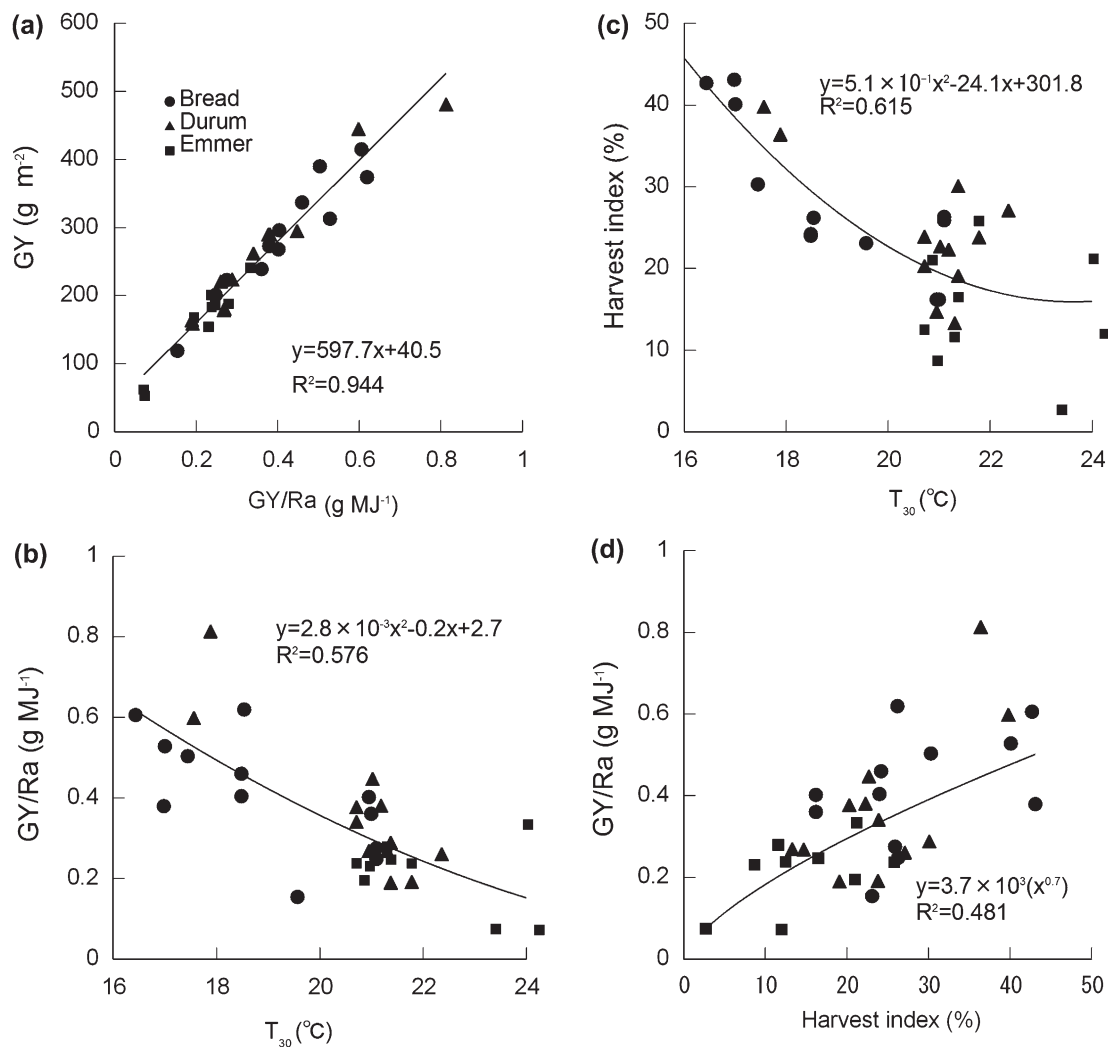 (a)
600
500
400
300
200
100
0
GY (g m⁻²)
Bread
Durum
Emmer
y=597.7x+40.5
R²=0.944
0 0.2 0.4 0.6 0.8 1
GY/Ra (g MJ⁻¹)
(c)
50
40
30
20
10
0
Harvest index (%)
y=5.1×10⁻¹x²-24.1x+301.8
R²=0.615
16 18 20 22 24
T₃₀(℃)
(b)
1
0.8
0.6
0.4
0.2
0
GY/Ra (g MJ⁻¹)
y=2.8×10⁻³x²-0.2x+2.7
R²=0.576
16 18 20 22 24
T₃₀(℃)
(d)
1
0.8
0.6
0.4
0.2
0
GY/Ra (g MJ⁻¹)
y=3.7×10³(x⁰·⁷)
R²=0.481
0 10 20 30 40 50
Harvest index (%)